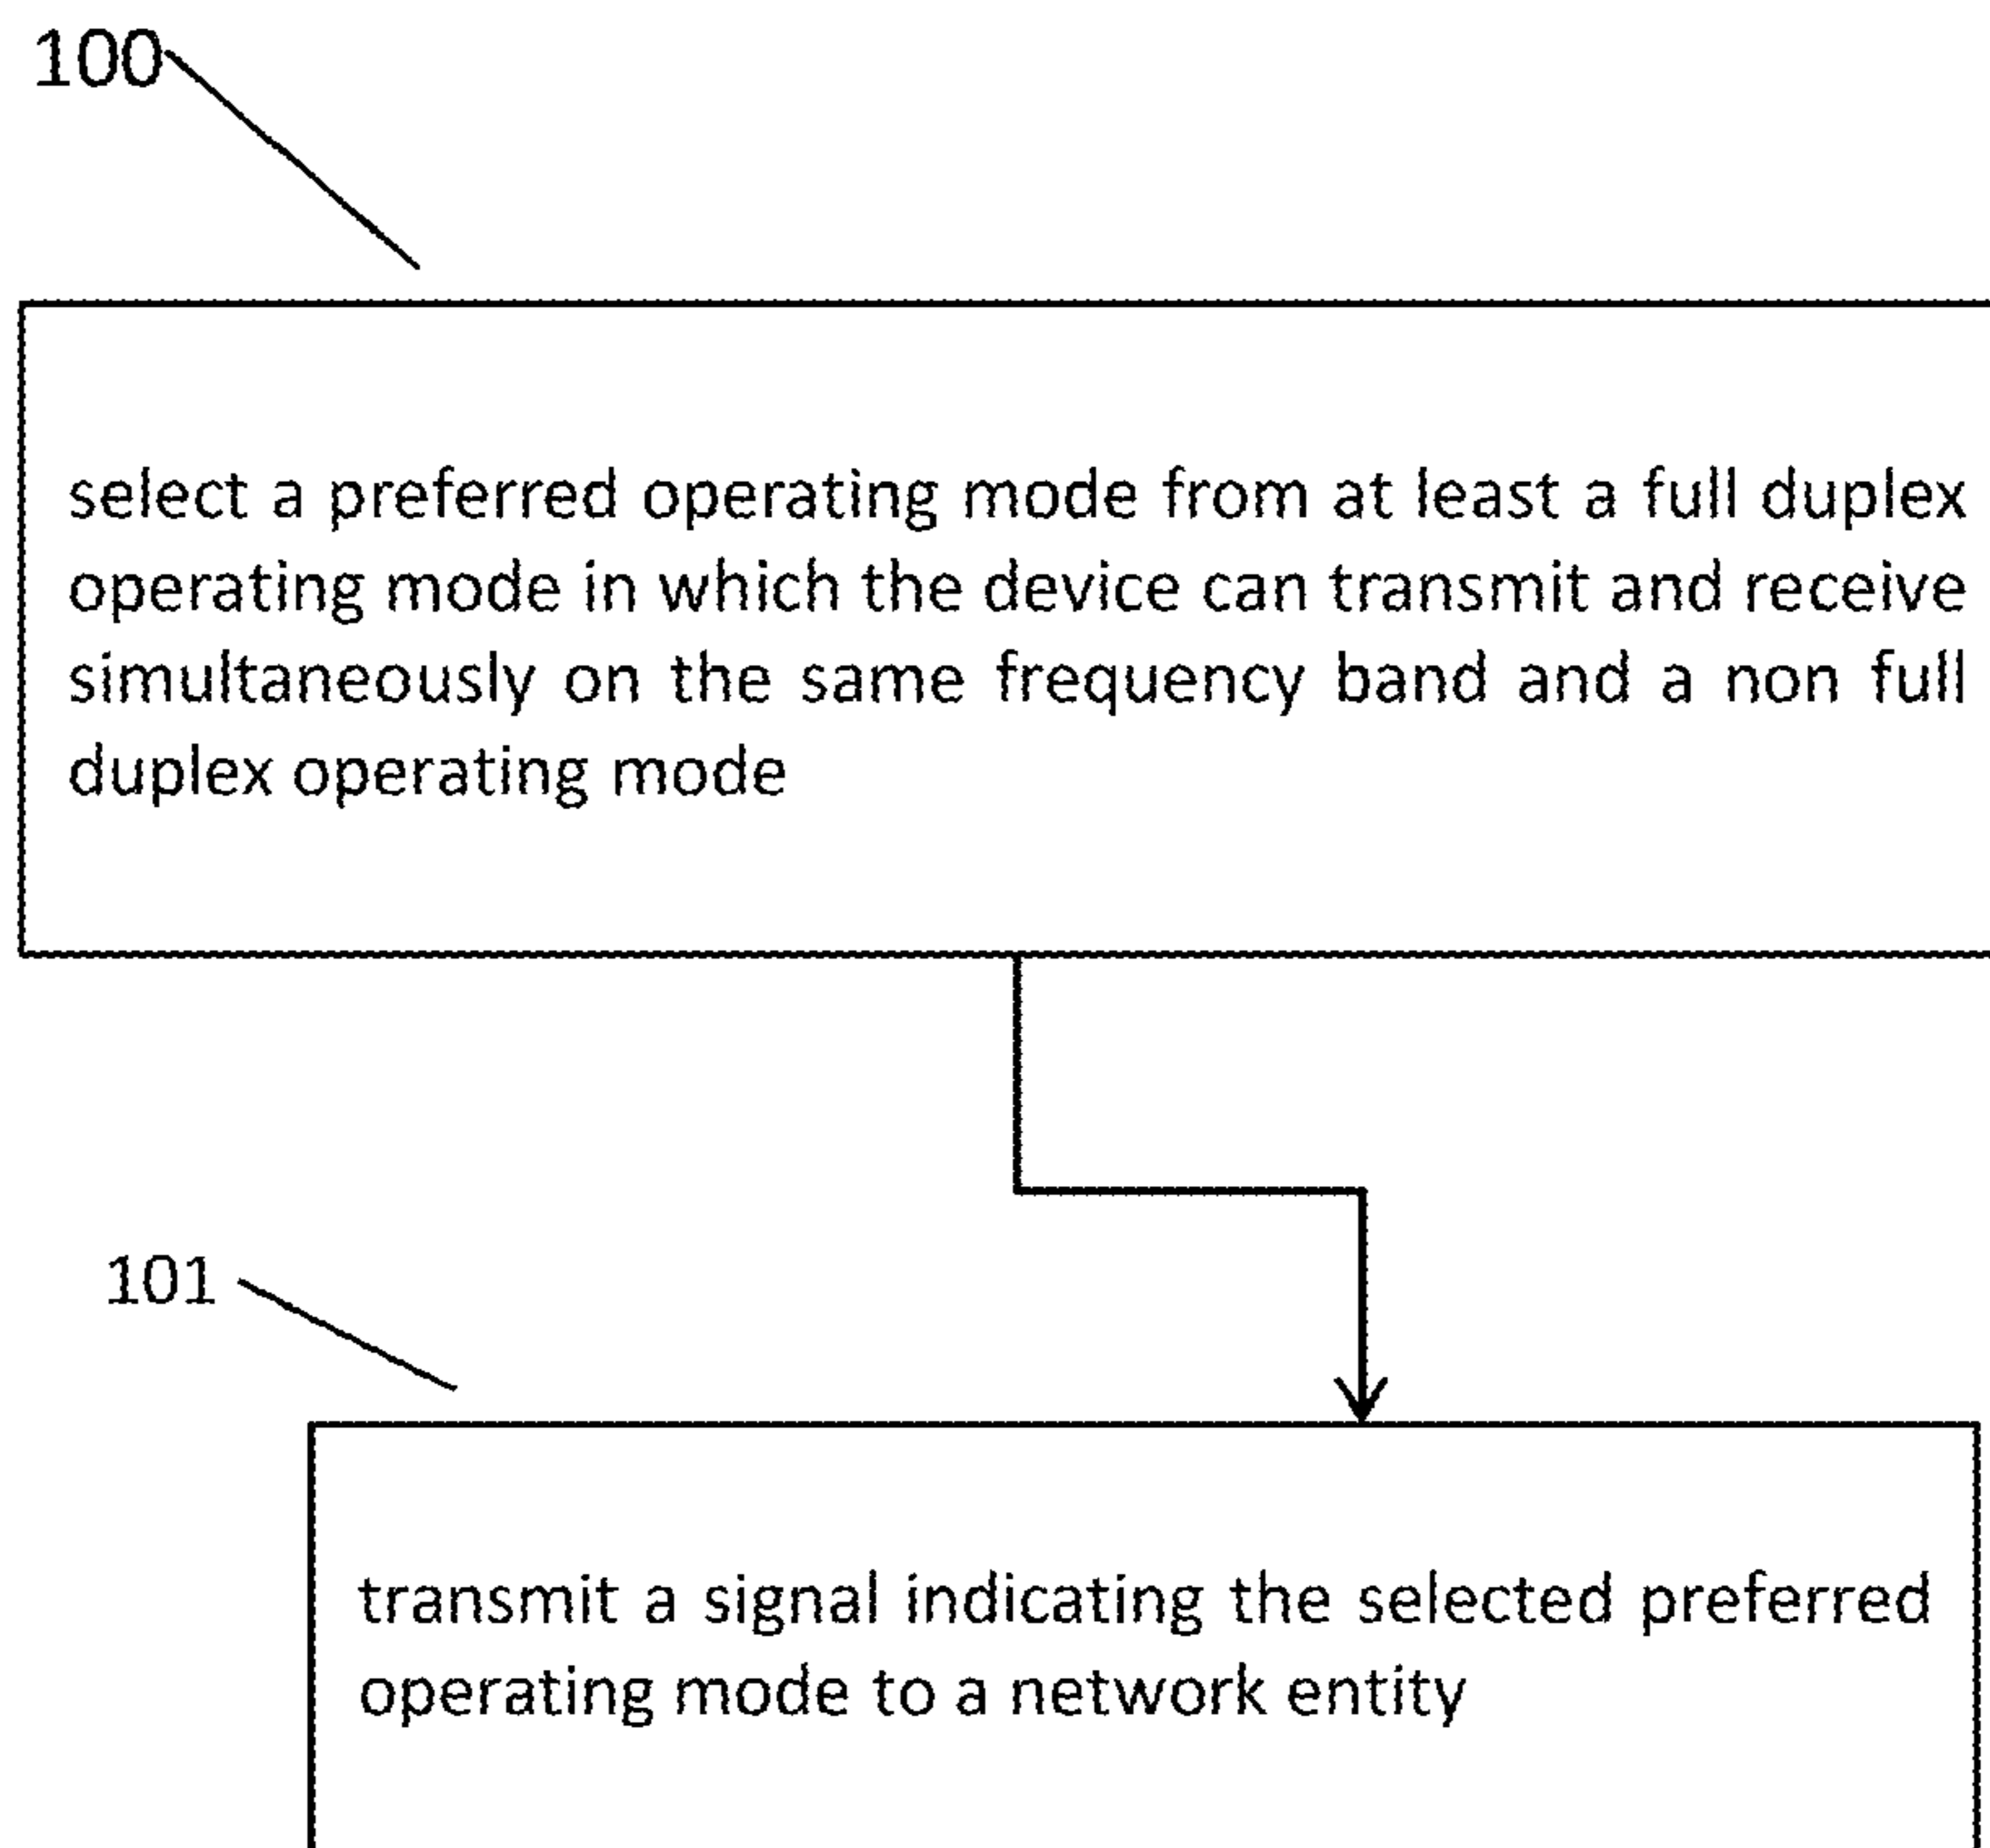 100
select a preferred operating mode from at least a full duplex
operating mode in which the device can transmit and receive
simultaneously on the same frequency band and a non full
duplex operating mode
101
transmit a signal indicating the selected preferred
operating mode to a network entity